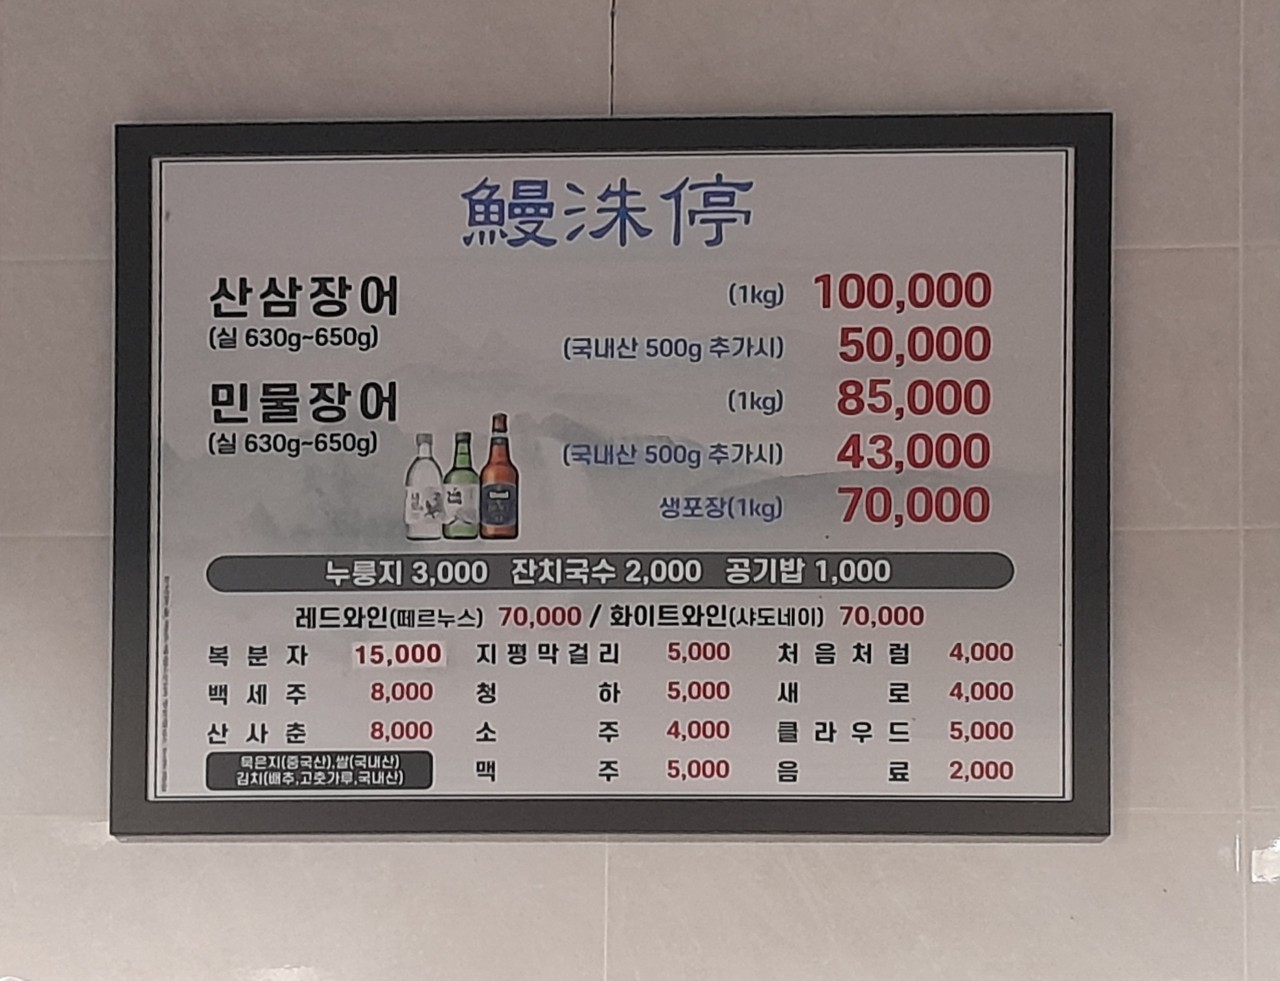 鰻洙停
산삼장어 (1kg) 100,000
(실 630g~650g) (국내산 500g 추가시) 50,000
민물장어 (1kg) 85,000
(실 630g~650g) (국내산 500g 추가시) 43,000
생포장(1kg) 70,000
누룽지 3,000 잔치국수 2,000 공기밥 1,000
레드와인(떼르누스) 70,000 / 화이트와인(샤도네이) 70,000
복분자 15,000 지평막걸리 5,000 처음처럼 4,000
백세주 8,000 청하 5,000 새로 4,000
산사춘 8,000 소주 4,000 클라우드 5,000
묵은지(중국산),쌀(국내산)
김치(배추,고춧가루,국내산) 맥주 5,000 음료 2,000